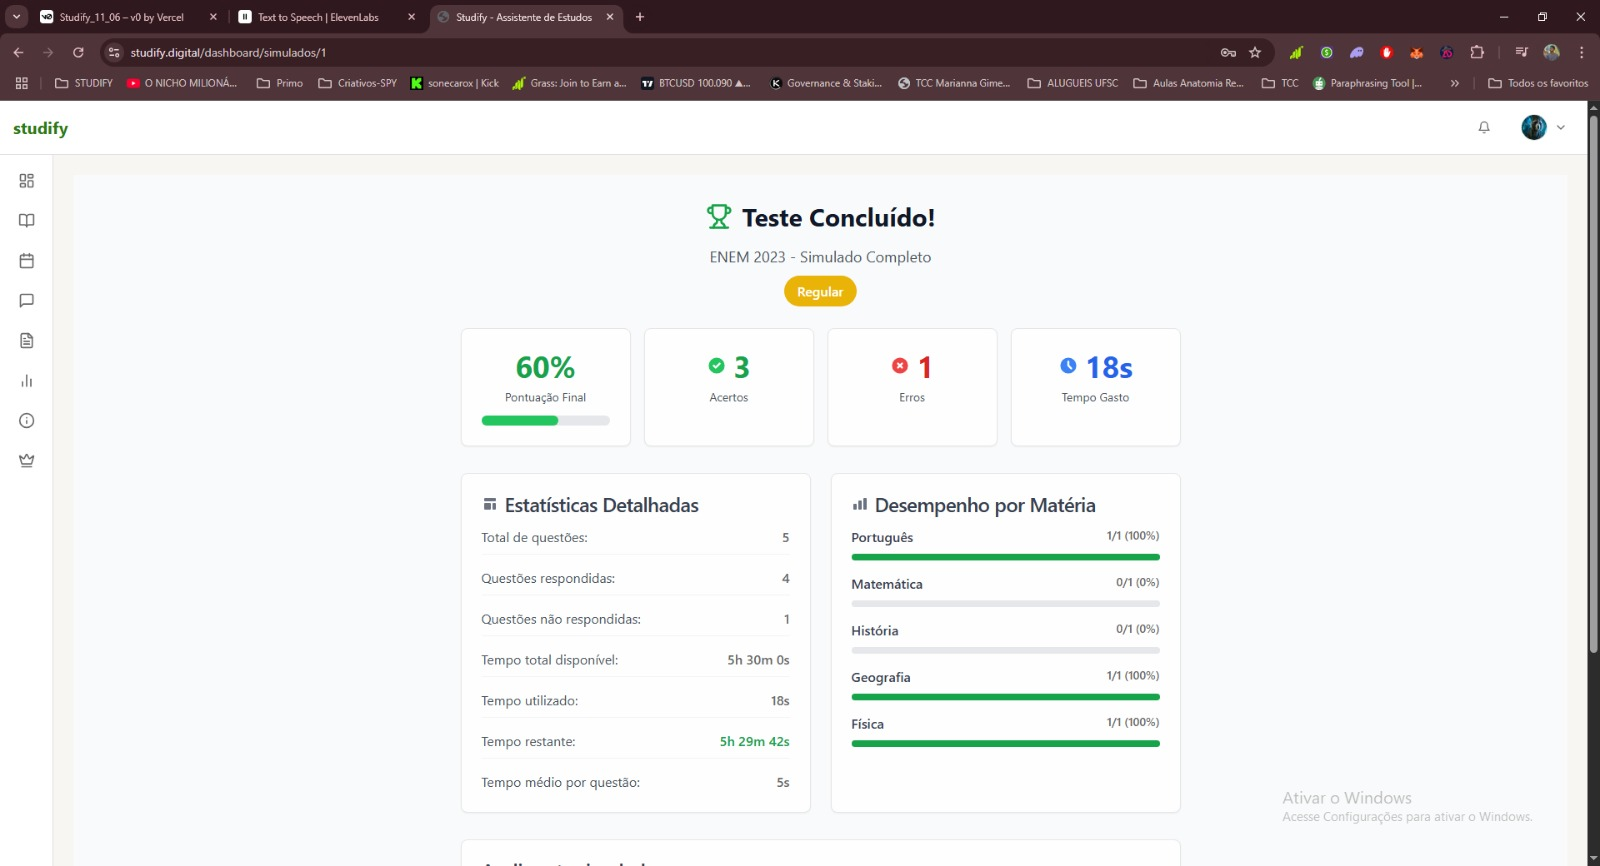 Studify_11_06 – v0 by Vercel
Text to Speech | ElevenLabs
Studify - Assistente de Estudos
studify.digital/dashboard/simulados/1
STUDIFY
O NICHO MILIONÁ...
Primo
Criativos-SPY
sonecarox | Kick
Grass: Join to Earn a...
BTCUSD 100.090 ▲...
Governance & Staki...
TCC Marianna Gime...
ALUGUEIS UFSC
Aulas Anatomia Re...
TCC
Paraphrasing Tool |...
Todos os favoritos
studify
Teste Concluído!
ENEM 2023 - Simulado Completo
Regular
60%
Pontuação Final
3
Acertos
1
Erros
18s
Tempo Gasto
Estatísticas Detalhadas
Total de questões: 5
Questões respondidas: 4
Questões não respondidas: 1
Tempo total disponível: 5h 30m 0s
Tempo utilizado: 18s
Tempo restante: 5h 29m 42s
Tempo médio por questão: 5s
Desempenho por Matéria
Português 1/1 (100%)
Matemática 0/1 (0%)
História 0/1 (0%)
Geografia 1/1 (100%)
Física 1/1 (100%)
Ativar o Windows
Acesse Configurações para ativar o Windows.